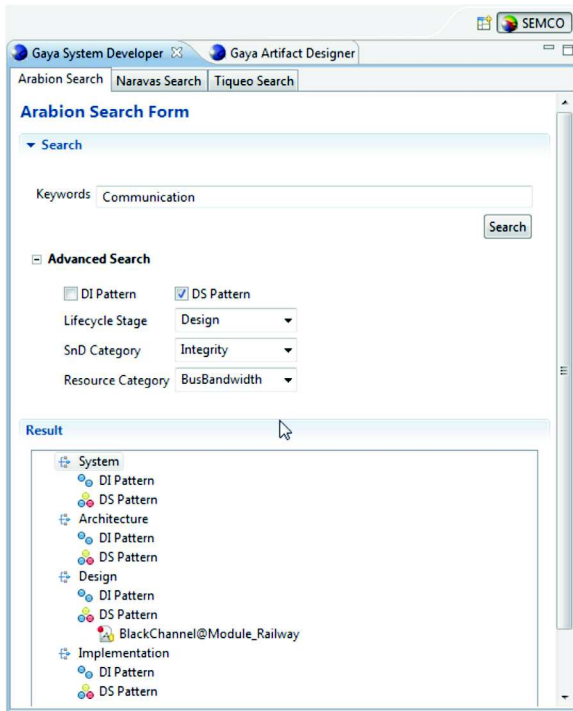 SEMCO
Gaya System Developer Gaya Artifact Designer
Arabion Search Naravas Search Tiqueo Search
Arabion Search Form
Search
Keywords Communication
Search
Advanced Search
DI Pattern DS Pattern
Lifecycle Stage Design
SnD Category Integrity
Resource Category BusBandwidth
Result
System
DI Pattern
DS Pattern
Architecture
DI Pattern
DS Pattern
Design
DI Pattern
DS Pattern
BlackChannel@Module_Railway
Implementation
DI Pattern
DS Pattern